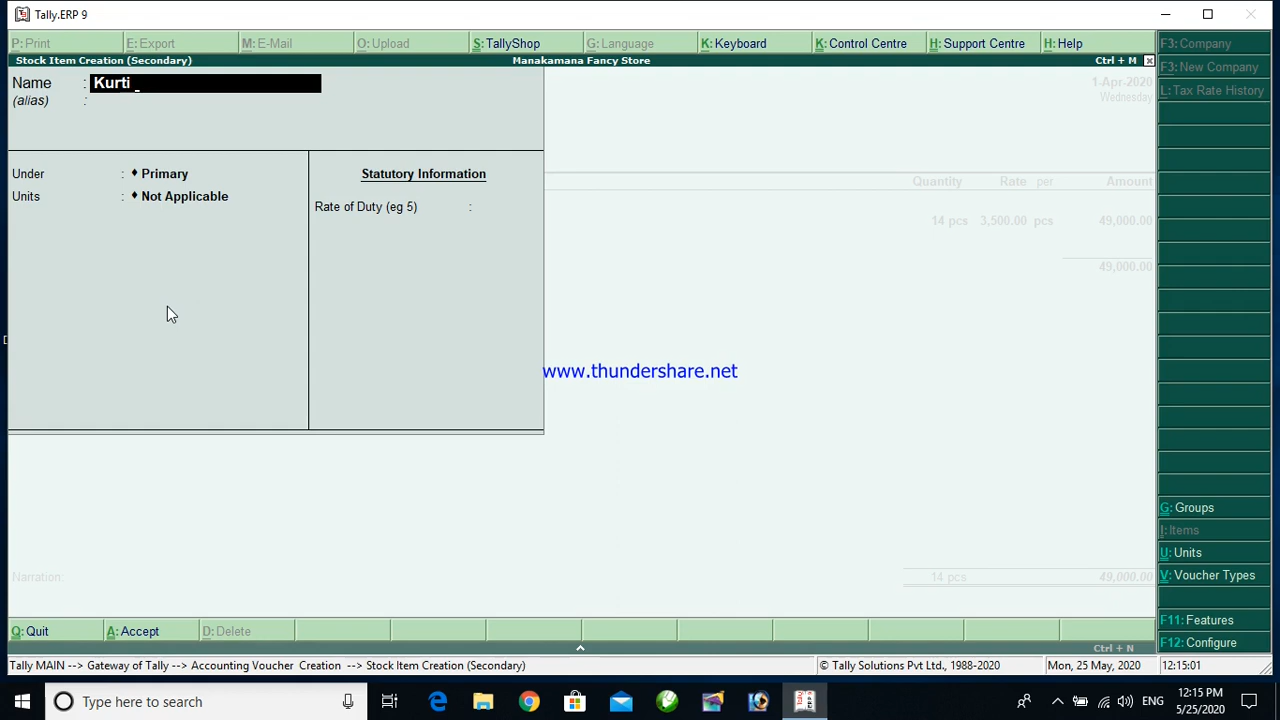 Tally.ERP 9
P: Print E: Export M: E-Mail O: Upload S: TallyShop G: Language K: Keyboard K: Control Centre H: Support Centre H: Help
F3: Company
F3: New Company
L: Tax Rate History
Stock Item Creation (Secondary) Manakamana Fancy Store Ctrl + M
Name : Kurti
(alias) :
1-Apr-2020
Wednesday
Under : ♦ Primary
Units : ♦ Not Applicable
Statutory Information
Rate of Duty (eg 5) :
Quantity Rate per Amount
14 pcs 3,500.00 pcs 49,000.00
49,000.00
www.thundershare.net
Narration: 14 pcs 49,000.00
G: Groups
I: Items
U: Units
V: Voucher Types
F11: Features
F12: Configure
Q: Quit A: Accept D: Delete
Ctrl + N
Tally MAIN --> Gateway of Tally --> Accounting Voucher Creation --> Stock Item Creation (Secondary) © Tally Solutions Pvt Ltd., 1988-2020 Mon, 25 May, 2020 12:15:01
Type here to search
ENG
12:15 PM
5/25/2020